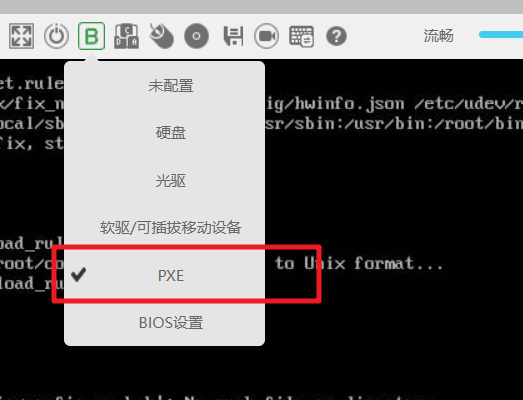 B
C
D A
?
流畅
et.rule
x/fix_n ig/hwinfo.json /etc/udev/r
ocal/sb sr/sbin:/usr/bin:/root/bin
fix, st
未配置
硬盘
光驱
软驱/可插拔移动设备
oad_ru
root/co to Unix format...
load_ru
PXE
BIOS设置